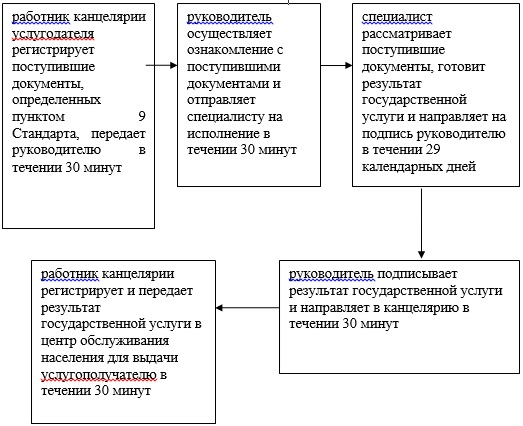 работник канцелярии
услугодателя
регистрирует
поступившие
документы,
определенных
пунктом 9
Стандарта, передает
руководителю в
течении 30 минут
руководитель
осуществляет
ознакомление с
поступившими
документами и
отправляет
специалисту на
исполнение в
течении 30 минут
специалист
рассматривает
поступившие
документы, готовит
результат
государственной
услуги и направляет на
подпись руководителю
в течении 29
календарных дней
руководитель подписывает
результат государственной услуги
и направляет в канцелярию в
течении 30 минут
работник канцелярии
регистрирует и передает
результат
государственной услуги в
центр обслуживания
населения для выдачи
услугополучателю в
течении 30 минут